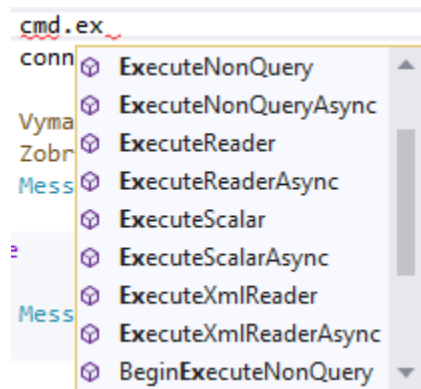 cmd.ex
conn
ExecuteNonQuery
ExecuteNonQueryAsync
Vyma
ExecuteReader
Zobr
ExecuteReaderAsync
Mess
ExecuteScalar
ExecuteScalarAsync
e
ExecuteXmlReader
Mess
ExecuteXmlReaderAsync
BeginExecuteNonQuery